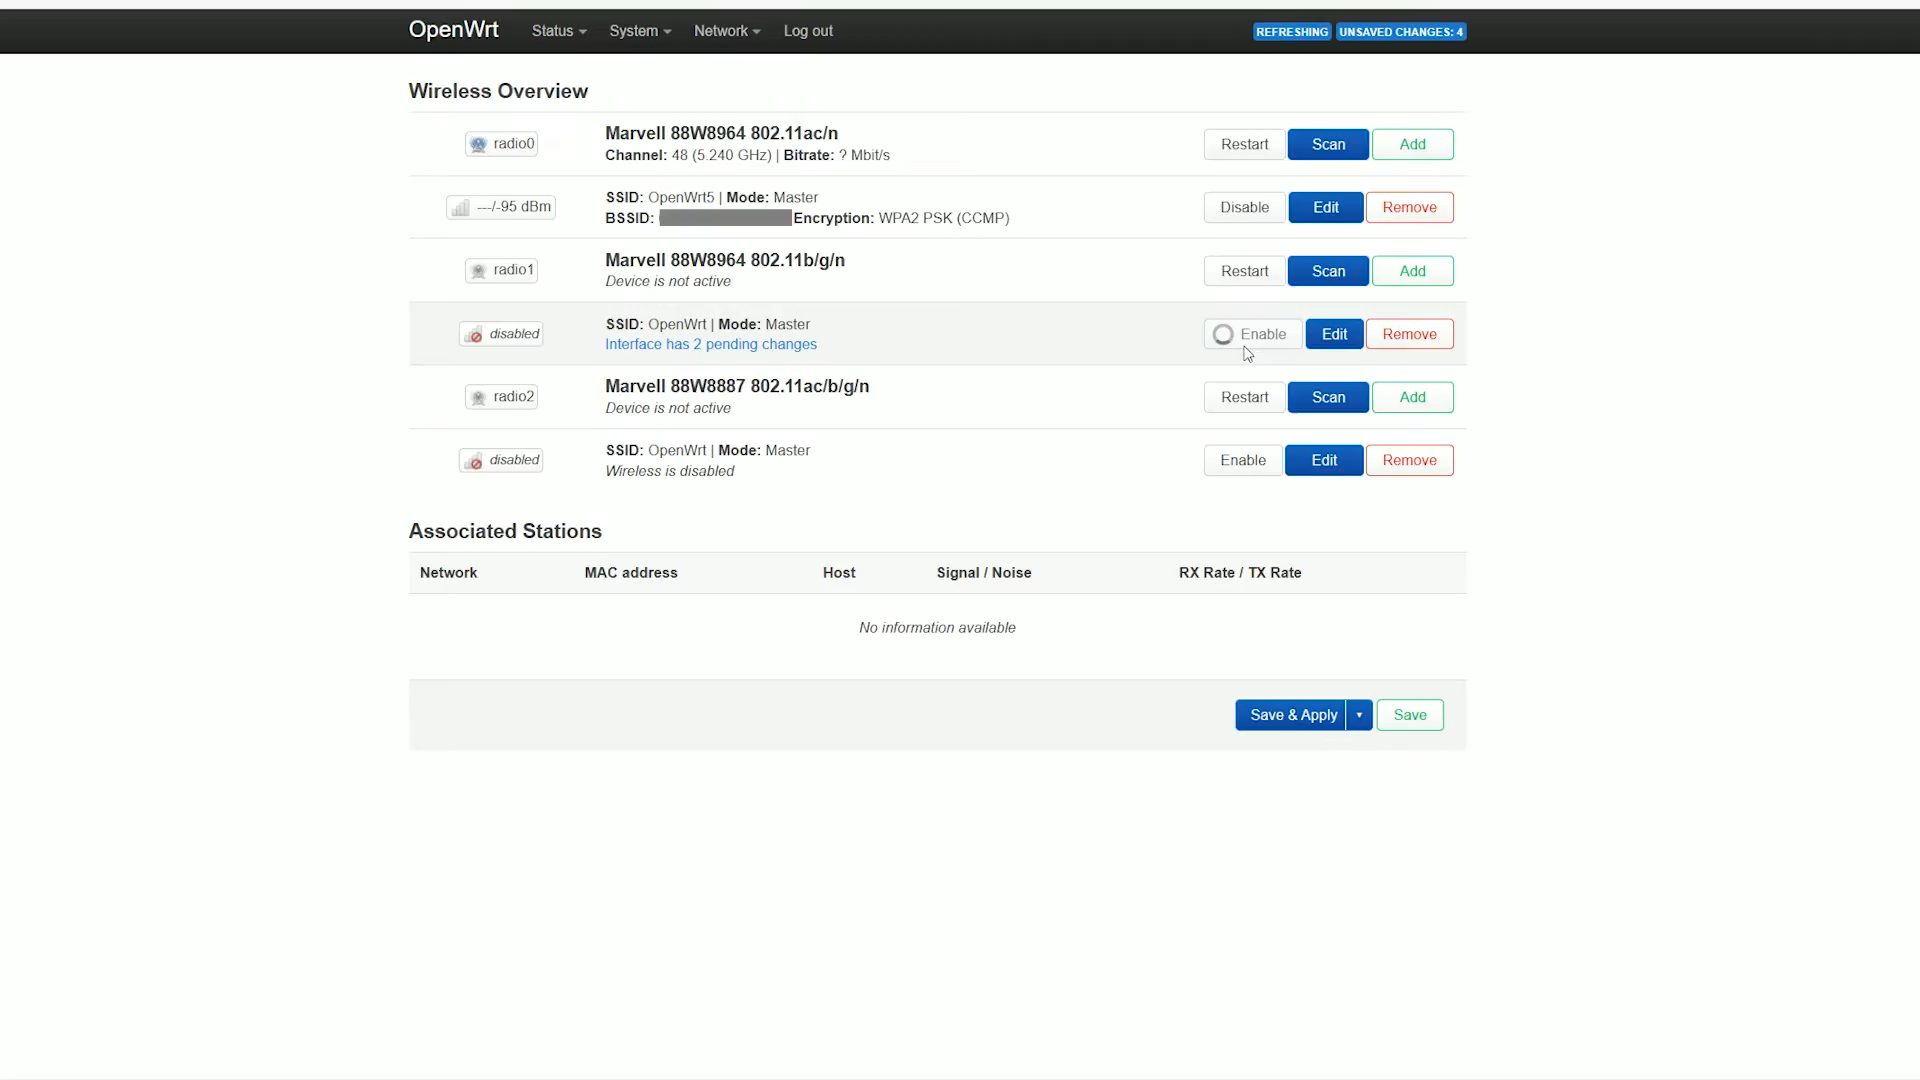 OpenWrt Status System Network Log out REFRESHING UNSAVED CHANGES: 4
Wireless Overview
radio0
Marvell 88W8964 802.11ac/n
Channel: 48 (5.240 GHz) | Bitrate: ? Mbit/s
Restart Scan Add
---/-95 dBm
SSID: OpenWrt5 | Mode: Master
BSSID: Encryption: WPA2 PSK (CCMP)
Disable Edit Remove
radio1
Marvell 88W8964 802.11b/g/n
Device is not active
Restart Scan Add
disabled
SSID: OpenWrt | Mode: Master
Interface has 2 pending changes
Enable Edit Remove
radio2
Marvell 88W8887 802.11ac/b/g/n
Device is not active
Restart Scan Add
disabled
SSID: OpenWrt | Mode: Master
Wireless is disabled
Enable Edit Remove
Associated Stations
Network MAC address Host Signal / Noise RX Rate / TX Rate
No information available
Save & Apply Save